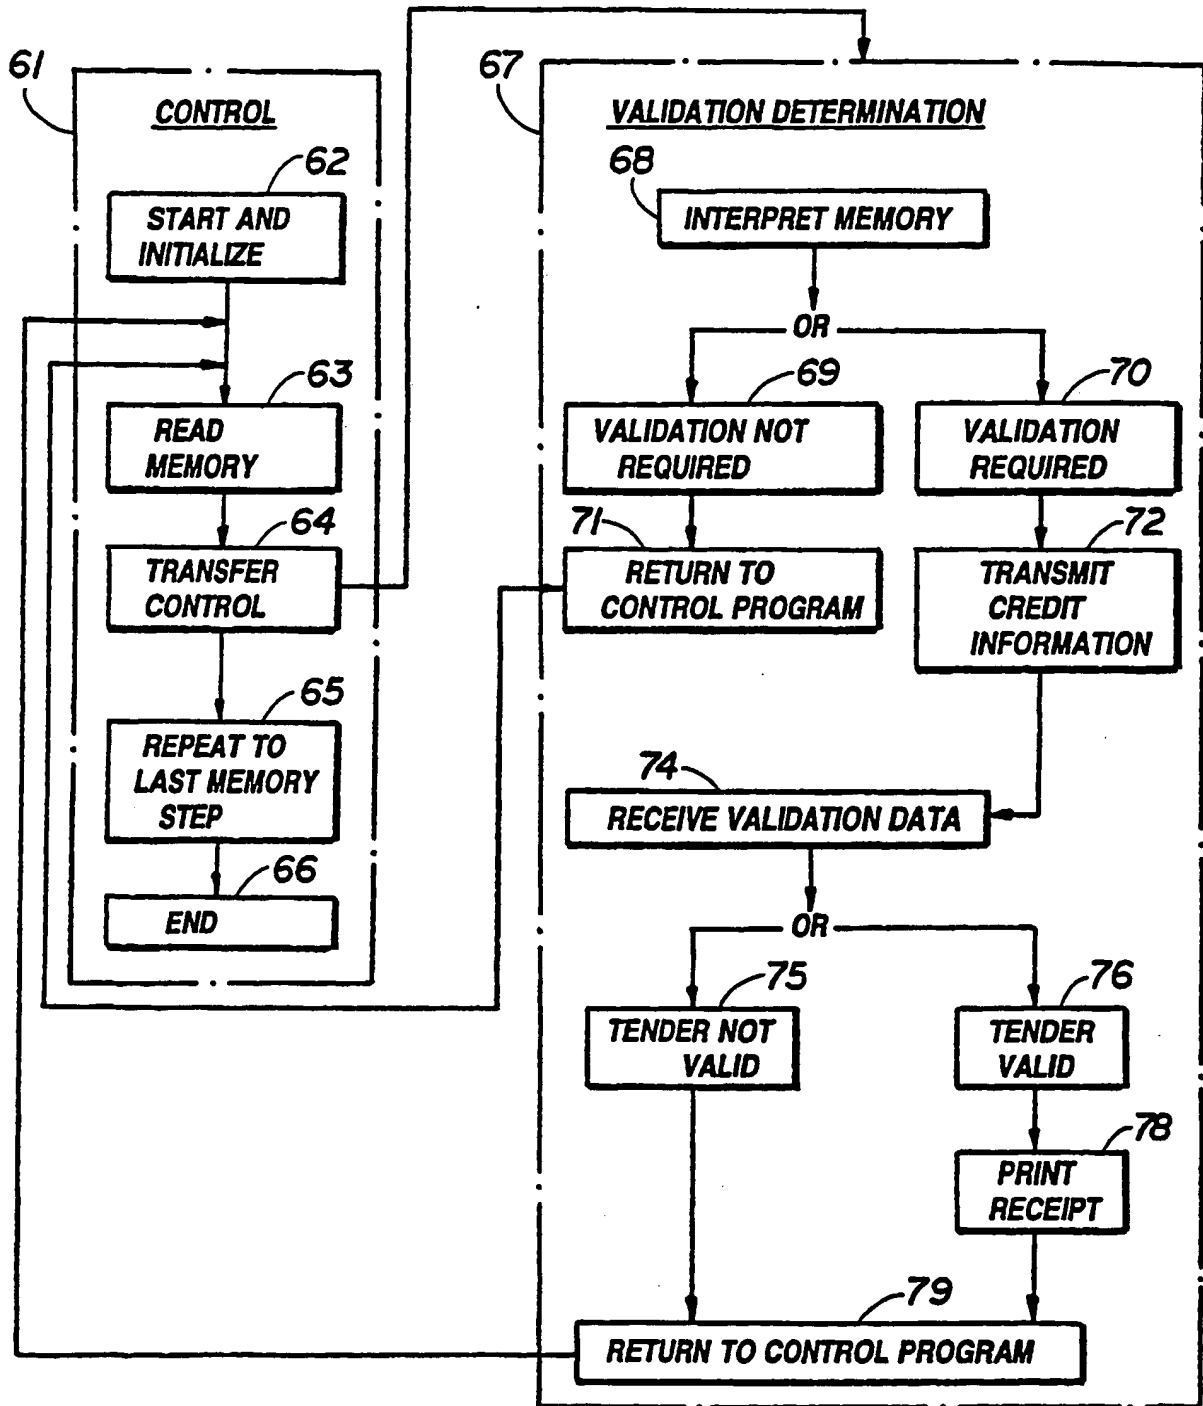 61
CONTROL
62
START AND
INITIALIZE
63
READ
MEMORY
64
TRANSFER
CONTROL
65
REPEAT TO
LAST MEMORY
STEP
66
END
67
VALIDATION DETERMINATION
68
INTERPRET MEMORY
OR
69
VALIDATION NOT
REQUIRED
70
VALIDATION
REQUIRED
71
RETURN TO
CONTROL PROGRAM
72
TRANSMIT
CREDIT
INFORMATION
74
RECEIVE VALIDATION DATA
OR
75
TENDER NOT
VALID
76
TENDER
VALID
78
PRINT
RECEIPT
79
RETURN TO CONTROL PROGRAM